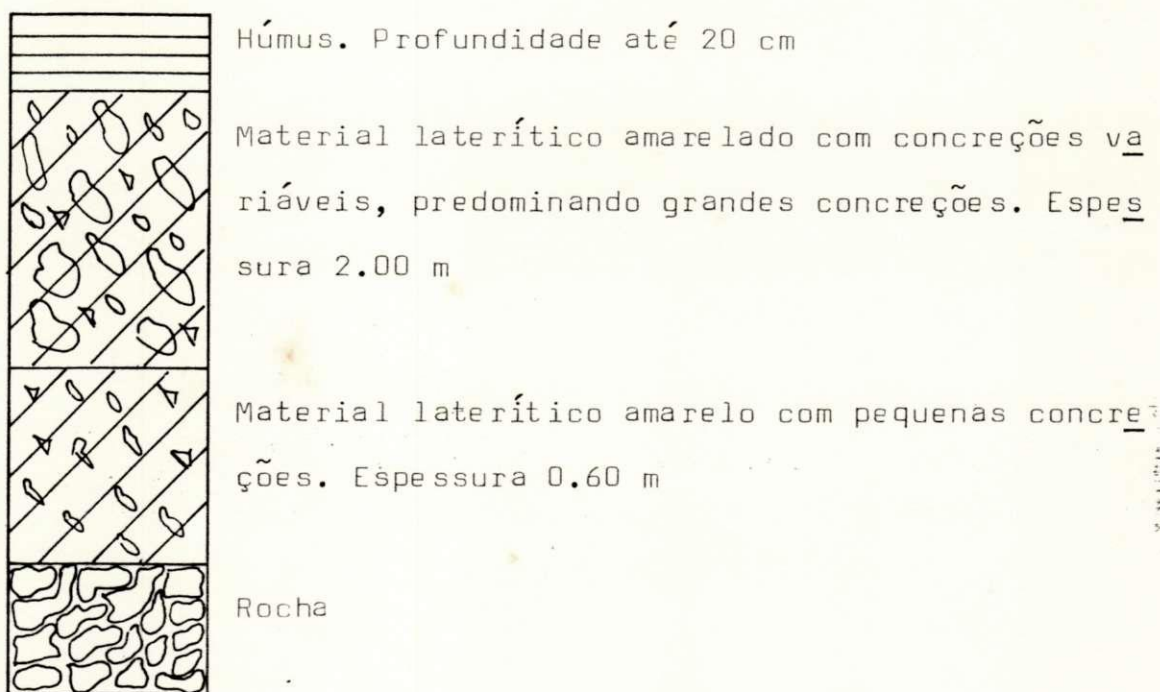 Húmus. Profundidade até 20 cm
Material laterítico amarelado com concreções va
riáveis, predominando grandes concreções. Espes
sura 2.00 m
Material laterítico amarelo com pequenas concre
ções. Espessura 0.60 m
Rocha